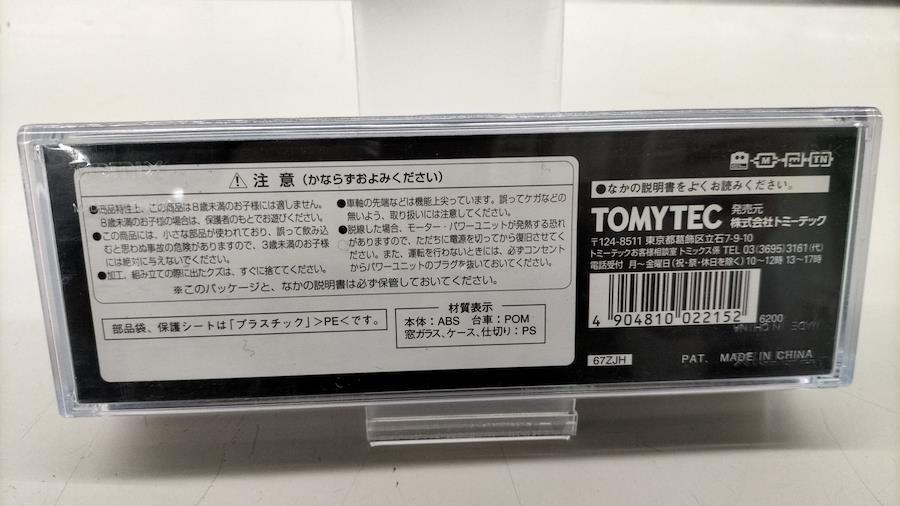 ⚠ 注意(かならずおよみください)
●商品特性上、この商品は8歳未満のお子様には適しません。
8歳未満のお子様の場合は、保護者のもとでお遊びください。
●この商品には、小さな部品が使われており、誤って飲み込
むと思わぬ事故の危険がありますので、3歳未満のお子様
には絶対に与えないでください。
●加工、組み立ての際に出たクズは、すぐに捨ててください。
●車軸の先端などは機能上尖っています。誤ってケガなどの
無いよう、取り扱いには注意してください。
●脱線した場合、モーター・パワーユニットが発熱する恐れ
がありますので、ただちに電源を切ってから復旧させてく
ださい。また、運転を行わないときには、必ずコンセント
からパワーユニットのプラグを抜いておいてください。
※このパッケージと、なかの説明書は必ず保管しておいてください。
部品袋、保護シートは「プラスチック」>PE<です。
材質表示
本体:ABS 台車:POM
窓ガラス、ケース、仕切り:PS
M
TN
●なかの説明書をよくお読みください。
TOMYTEC 発売元
株式会社トミーテック
〒124-8511 東京都葛飾区立石7-9-10
トミーテックお客様相談室 トミックス係 TEL 03(3695)3161(代)
電話受付 月~金曜日(祝・祭・休日を除く)10~12時 13~17時
4 904810 022152
6200
67ZJH
PAT. MADE IN CHINA